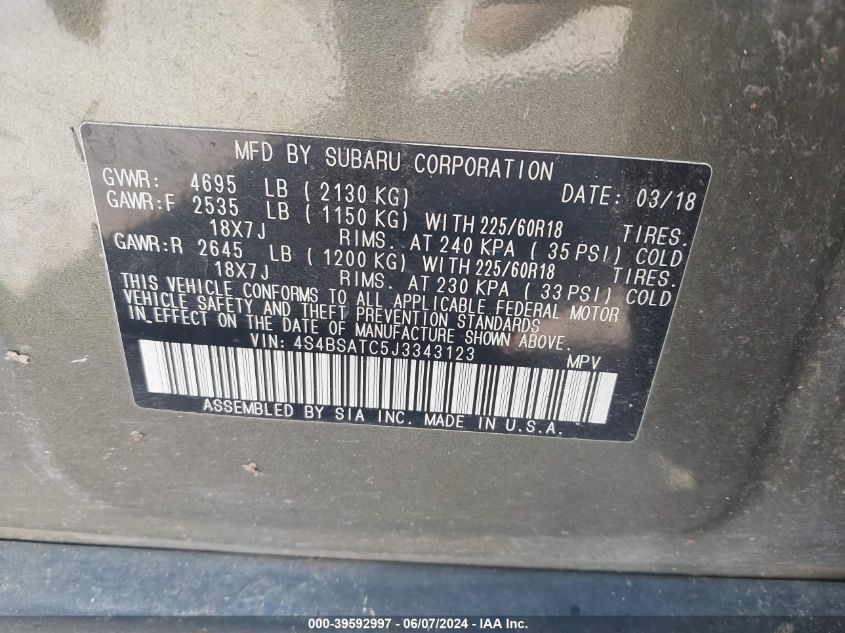 MFD BY SUBARU CORPORATION
GVWR: 4695 LB ( 2130 KG) DATE: 03/18
GAWR:F 2535 LB ( 1150 KG) WITH 225/60R18 TIRES.
18X7J RIMS. AT 240 KPA ( 35 PSI) COLD
GAWR:R 2645 LB ( 1200 KG) WITH 225/60R18 TIRES.
18X7J RIMS. AT 230 KPA ( 33 PSI) COLD
THIS VEHICLE CONFORMS TO ALL APPLICABLE FEDERAL MOTOR
VEHICLE SAFETY AND THEFT PREVENTION STANDARDS
IN EFFECT ON THE DATE OF MANUFACTURE SHOWN ABOVE.
VIN: 4S4BSATC5J3343123 MPV
ASSEMBLED BY SIA INC. MADE IN U.S.A.
000-39592997 - 06/07/2024 - IAA, Inc.